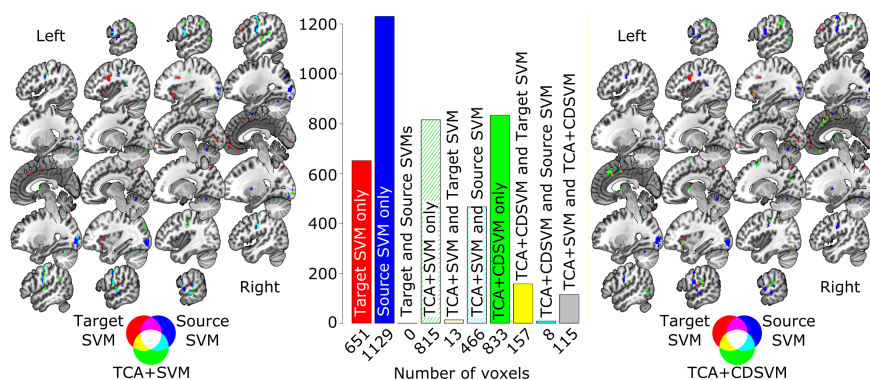 Left
Right
Target
SVM
Source
SVM
TCA+SVM
1200
1000
800
600
400
200
0
Target SVM only
Source SVM only
Target and Source SVMs
TCA+SVM only
TCA+SVM and Target SVM
TCA+SVM and Source SVM
TCA+CDSVM only
TCA+CDSVM and Target SVM
TCA+CDSVM and Source SVM
TCA+SVM and TCA+CDSVM
651
1129
0
815
13
466
833
157
8
115
Number of voxels
Left
Right
Target
SVM
Source
SVM
TCA+CDSVM